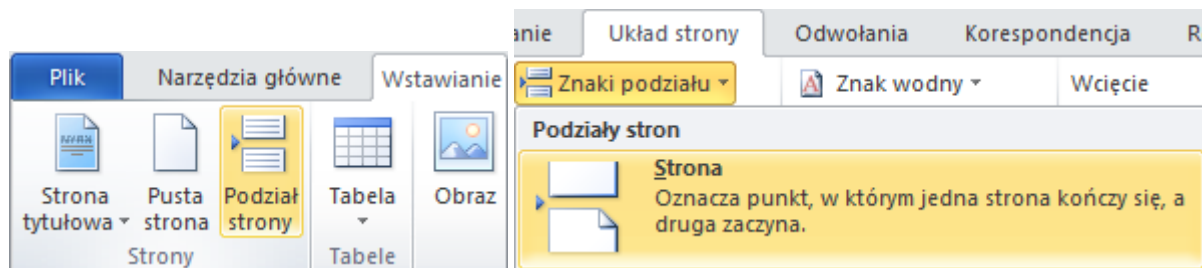 Plik Narzędzia główne Wstawianie
Strona tytułowa
Pusta strona
Podział strony
Tabela
Obraz
Strony
Tabele
anie Układ strony Odwołania Korespondencja R
Znaki podziału Znak wodny Wcięcie
Podziały stron
Strona
Oznacza punkt, w którym jedna strona kończy się, a
druga zaczyna.